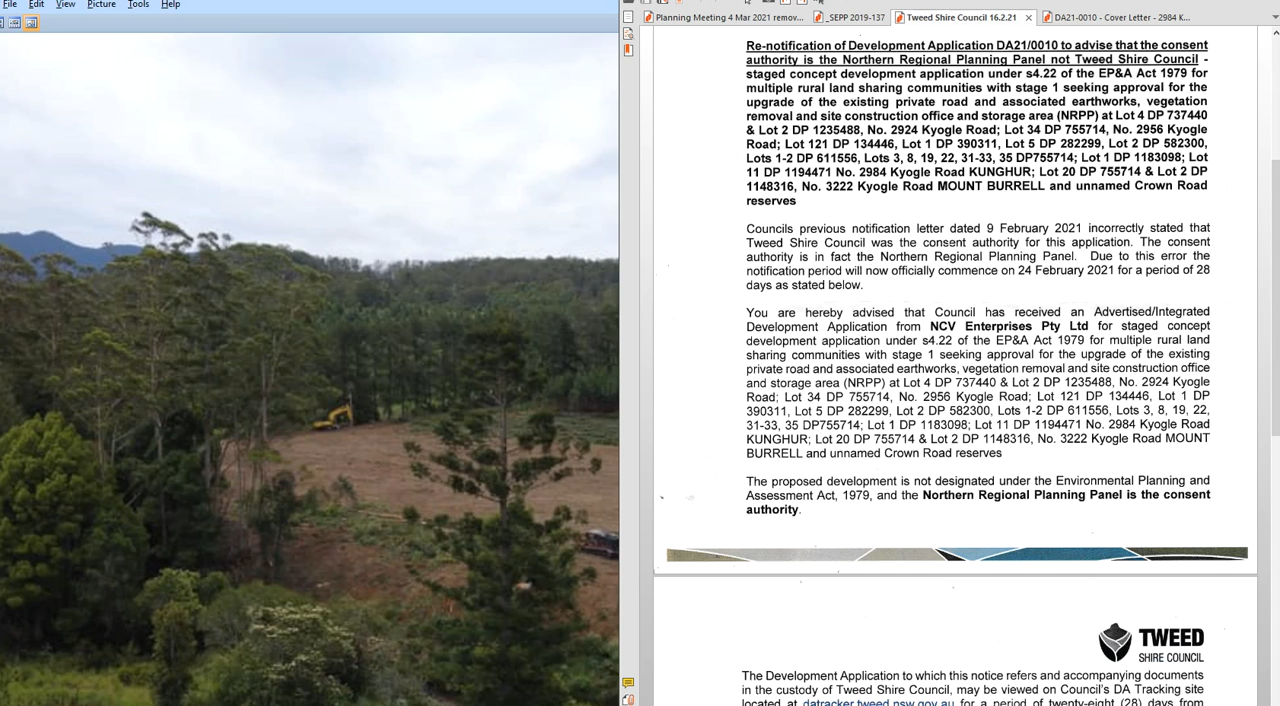 File Edit View Picture Tools Help
Planning Meeting 4 Mar 2021 remov...
_SEPP 2019-137
Tweed Shire Council 16.2.21
DA21-0010 - Cover Letter - 2984 K...
Re-notification of Development Application DA21/0010 to advise that the consent
authority is the Northern Regional Planning Panel not Tweed Shire Council -
staged concept development application under s4.22 of the EP&A Act 1979 for
multiple rural land sharing communities with stage 1 seeking approval for the
upgrade of the existing private road and associated earthworks, vegetation
removal and site construction office and storage area (NRPP) at Lot 4 DP 737440
& Lot 2 DP 1235488, No. 2924 Kyogle Road; Lot 34 DP 755714, No. 2956 Kyogle
Road; Lot 121 DP 134446, Lot 1 DP 390311, Lot 5 DP 282299, Lot 2 DP 582300,
Lots 1-2 DP 611556, Lots 3, 8, 19, 22, 31-33, 35 DP755714; Lot 1 DP 1183098; Lot
11 DP 1194471 No. 2984 Kyogle Road KUNGHUR; Lot 20 DP 755714 & Lot 2 DP
1148316, No. 3222 Kyogle Road MOUNT BURRELL and unnamed Crown Road
reserves
Councils previous notification letter dated 9 February 2021 incorrectly stated that
Tweed Shire Council was the consent authority for this application. The consent
authority is in fact the Northern Regional Planning Panel. Due to this error the
notification period will now officially commence on 24 February 2021 for a period of 28
days as stated below.
You are hereby advised that Council has received an Advertised/Integrated
Development Application from NCV Enterprises Pty Ltd for staged concept
development application under s4.22 of the EP&A Act 1979 for multiple rural land
sharing communities with stage 1 seeking approval for the upgrade of the existing
private road and associated earthworks, vegetation removal and site construction office
and storage area (NRPP) at Lot 4 DP 737440 & Lot 2 DP 1235488, No. 2924 Kyogle
Road; Lot 34 DP 755714, No. 2956 Kyogle Road; Lot 121 DP 134446, Lot 1 DP
390311, Lot 5 DP 282299, Lot 2 DP 582300, Lots 1-2 DP 611556, Lots 3, 8, 19, 22,
31-33, 35 DP755714; Lot 1 DP 1183098; Lot 11 DP 1194471 No. 2984 Kyogle Road
KUNGHUR; Lot 20 DP 755714 & Lot 2 DP 1148316, No. 3222 Kyogle Road MOUNT
BURRELL and unnamed Crown Road reserves
The proposed development is not designated under the Environmental Planning and
Assessment Act, 1979, and the Northern Regional Planning Panel is the consent
authority.
TWEED
SHIRE COUNCIL
The Development Application to which this notice refers and accompanying documents
in the custody of Tweed Shire Council, may be viewed on Council's DA Tracking site
located at datracker.tweed.nsw.gov.au for a period of twenty-eight (28) days from